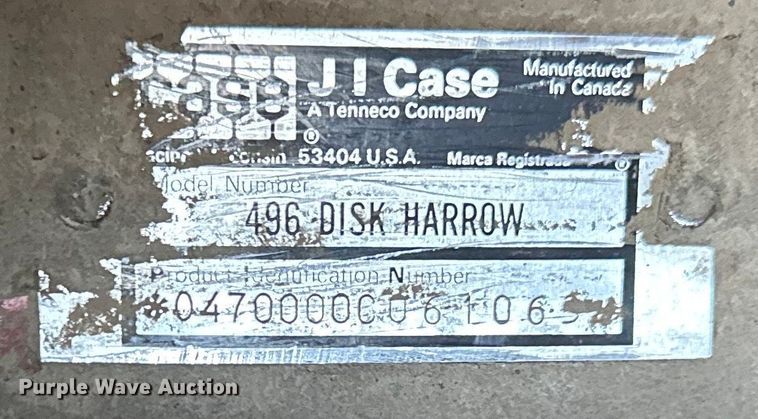 Case
J I Case
Manufactured
In Canada
A Tenneco Company
®
53404 U.S.A. Marca Registrada ®
Model Number
496 DISK HARROW
Product Identification Number
Purple Wave Auction